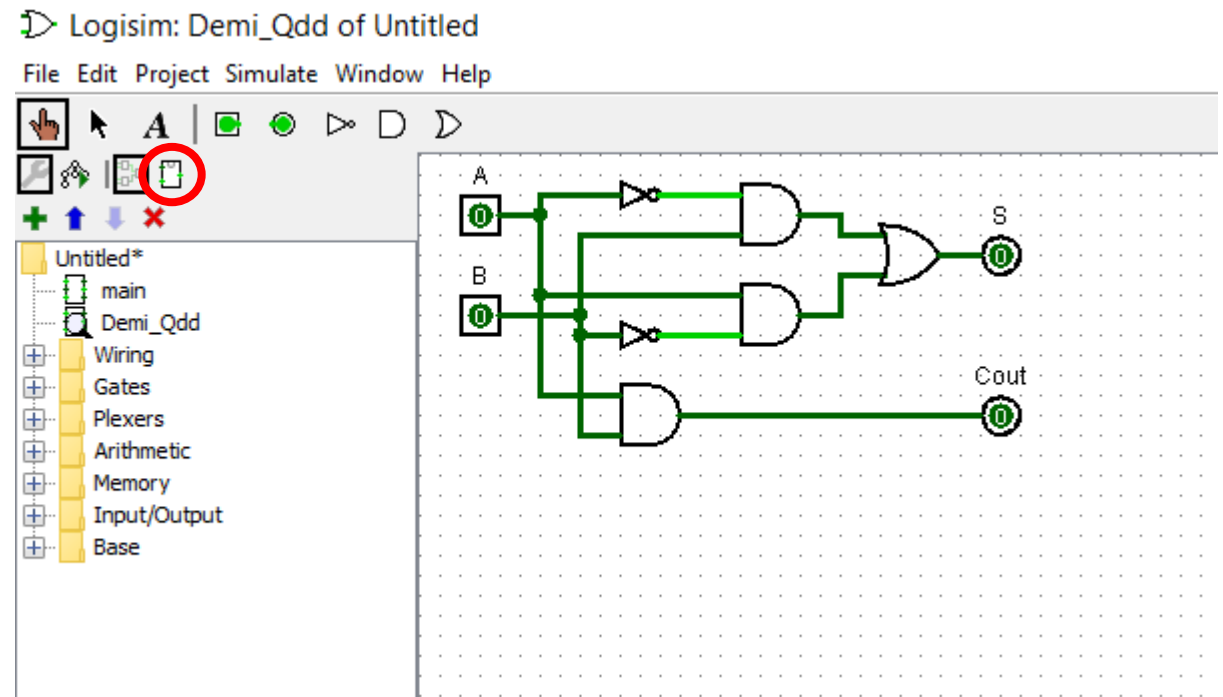 Logisim: Demi_Qdd of Untitled
File Edit Project Simulate Window Help
A
Untitled*
main
Demi_Qdd
Wiring
Gates
Plexers
Arithmetic
Memory
Input/Output
Base
A
0
B
0
S
0
Cout
0